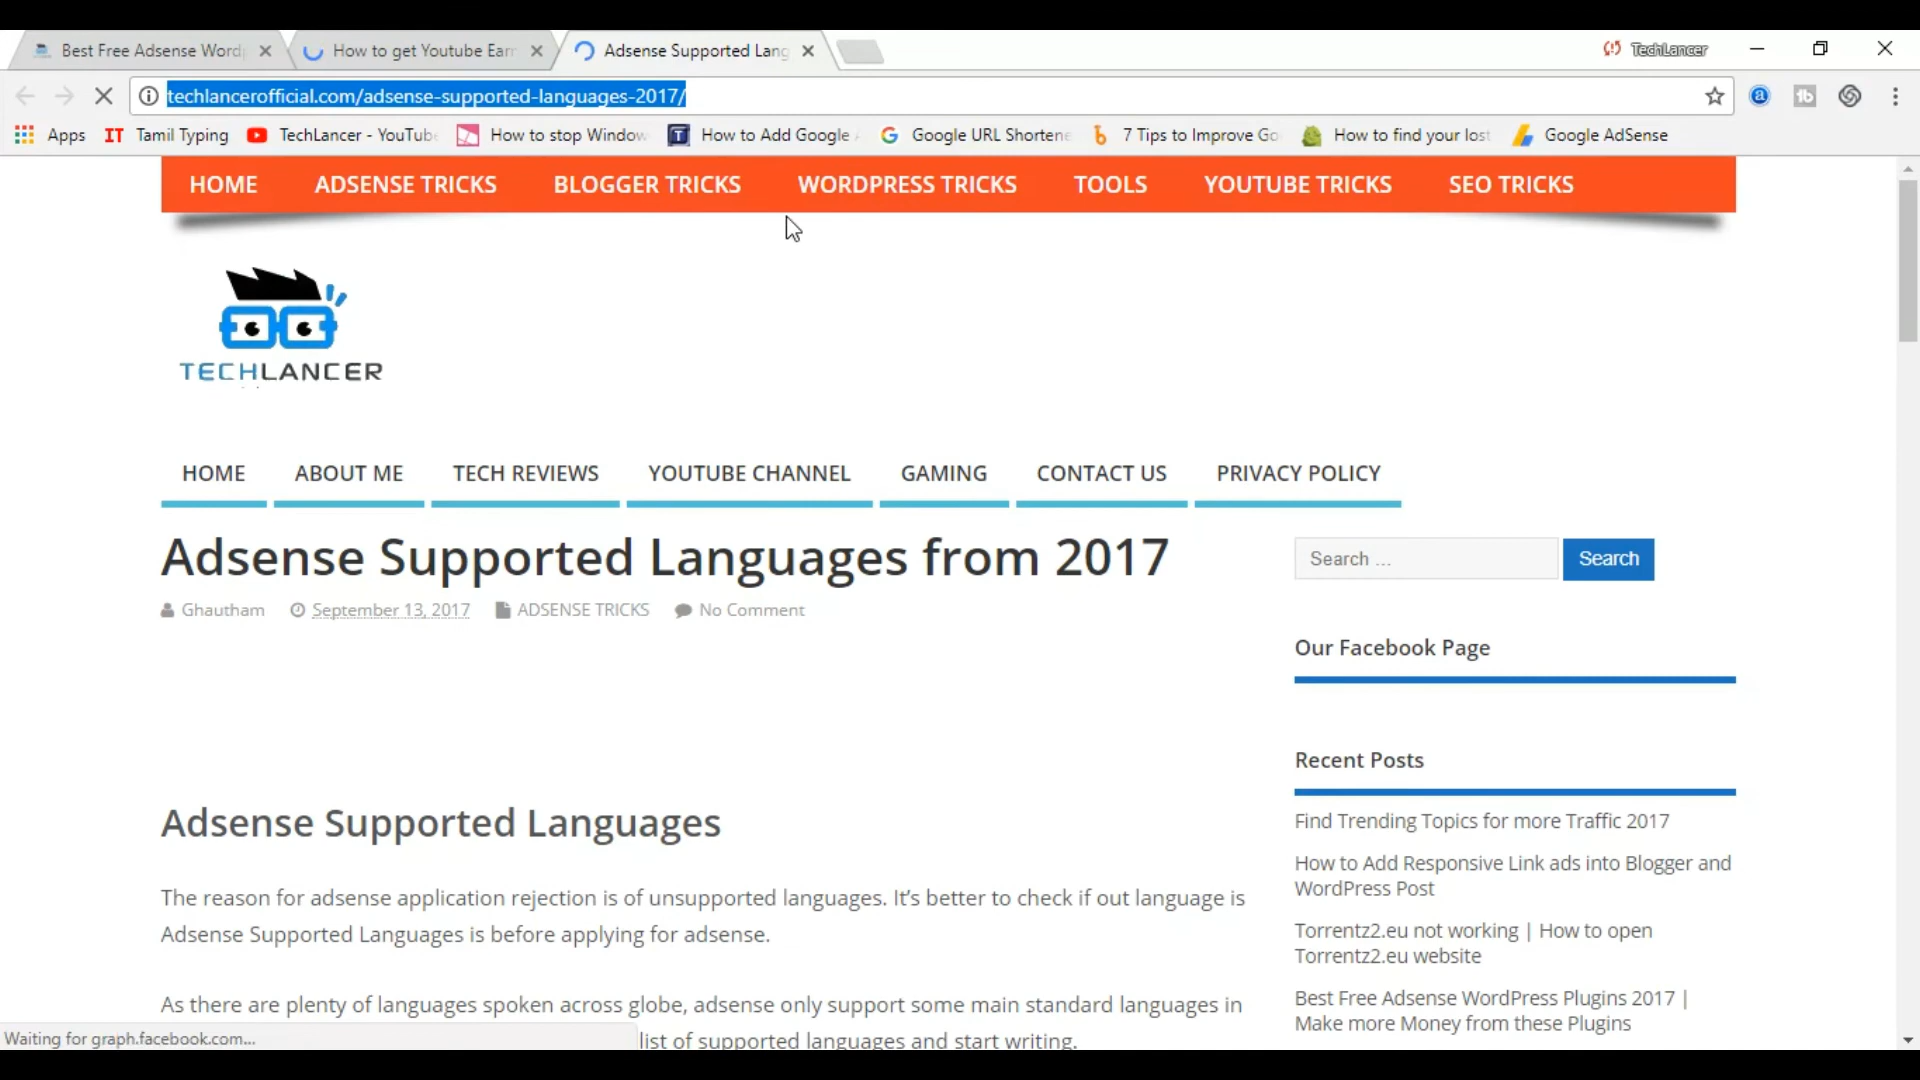 Best Free Adsense Word
How to get Youtube Earn
Adsense Supported Lang
TechLancer
techlancerofficial.com/adsense-supported-languages-2017/
Apps
Tamil Typing
TechLancer - YouTube
How to stop Window
How to Add Google
Google URL Shortene
7 Tips to Improve Go
How to find your lost
Google AdSense
HOME ADSENSE TRICKS BLOGGER TRICKS WORDPRESS TRICKS TOOLS YOUTUBE TRICKS SEO TRICKS
TECHLANCER
HOME ABOUT ME TECH REVIEWS YOUTUBE CHANNEL GAMING CONTACT US PRIVACY POLICY
Adsense Supported Languages from 2017
Ghautham September 13, 2017 ADSENSE TRICKS No Comment
Adsense Supported Languages
The reason for adsense application rejection is of unsupported languages. It's better to check if out language is
Adsense Supported Languages is before applying for adsense.
As there are plenty of languages spoken across globe, adsense only support some main standard languages in
list of supported languages and start writing.
Search ...
Search
Our Facebook Page
Recent Posts
Find Trending Topics for more Traffic 2017
How to Add Responsive Link ads into Blogger and
WordPress Post
Torrentz2.eu not working | How to open
Torrentz2.eu website
Best Free Adsense WordPress Plugins 2017 |
Make more Money from these Plugins
Waiting for graph.facebook.com...